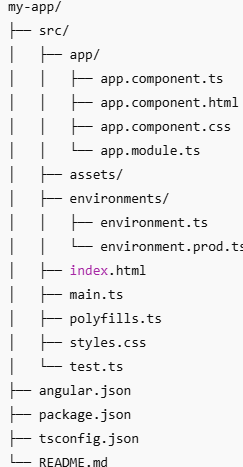 my-app/
├── src/
│   ├── app/
│   │   ├── app.component.ts
│   │   ├── app.component.html
│   │   ├── app.component.css
│   │   └── app.module.ts
│   ├── assets/
│   ├── environments/
│   │   ├── environment.ts
│   │   └── environment.prod.ts
│   ├── index.html
│   ├── main.ts
│   ├── polyfills.ts
│   ├── styles.css
│   └── test.ts
├── angular.json
├── package.json
├── tsconfig.json
└── README.md